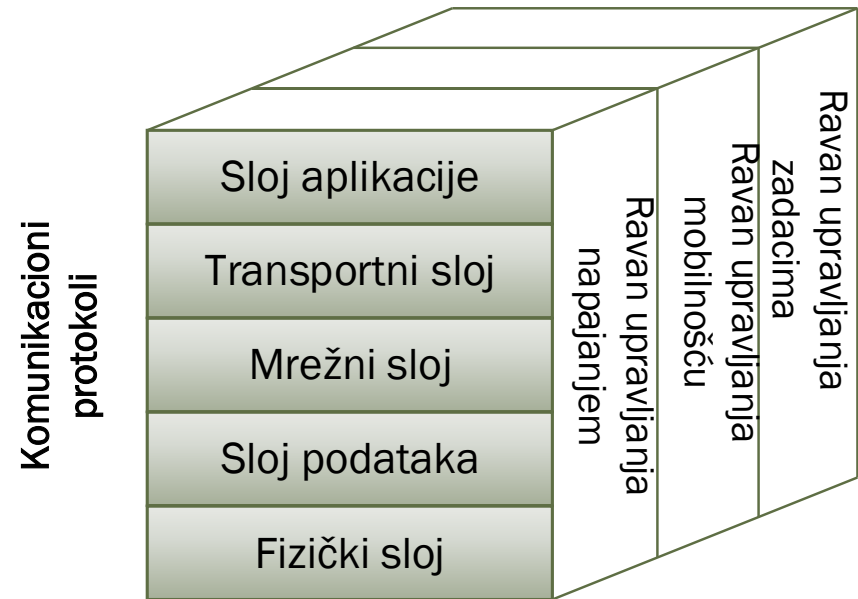 Komunikacioni
protokoli
Sloj aplikacije
Transportni sloj
Mrežni sloj
Sloj podataka
Fizički sloj
Ravan upravljanja
napajanjem
Ravan upravljanja
mobilnošću
Ravan upravljanja
zadacima